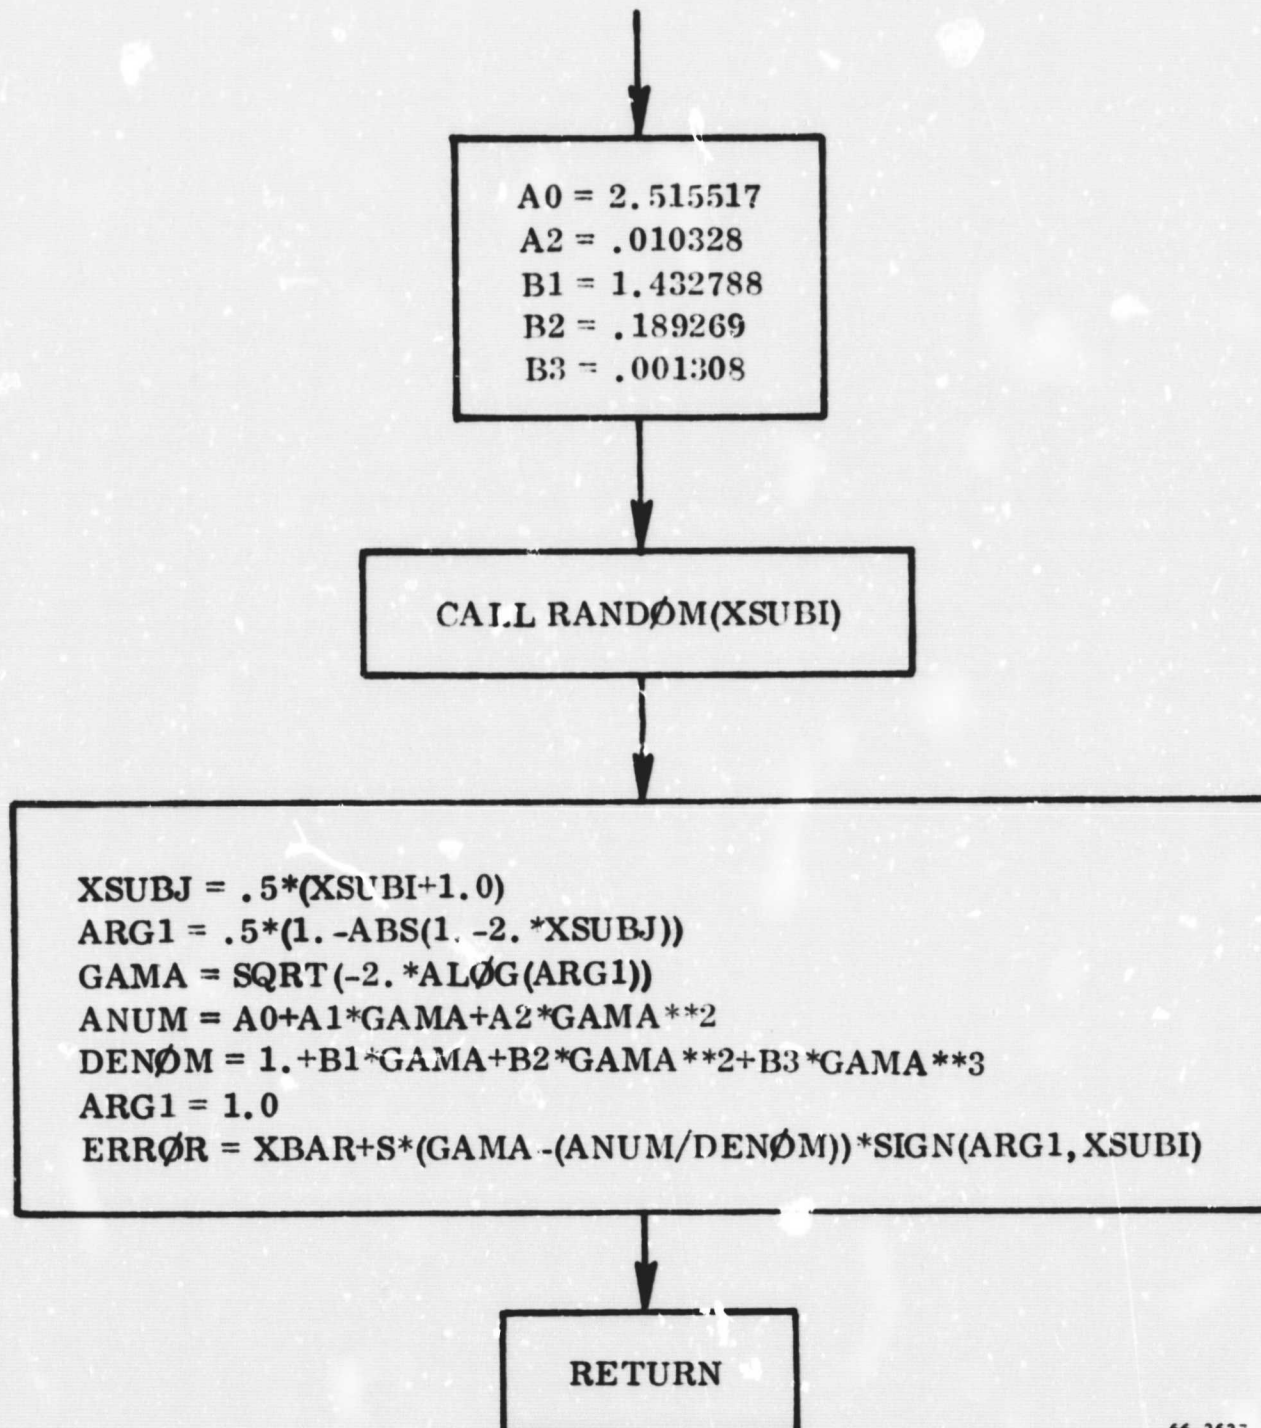 A0 = 2.515517
A2 = .010328
B1 = 1.432788
B2 = .189269
B3 = .001308
CALL RANDØM(XSUBI)
XSUBJ = .5*(XSUBI+1.0)
ARG1 = .5*(1.-ABS(1.-2.*XSUBJ))
GAMA = SQRT(-2.*ALØG(ARG1))
ANUM = A0+A1*GAMA+A2*GAMA**2
DENØM = 1.+B1*GAMA+B2*GAMA**2+B3*GAMA**3
ARG1 = 1.0
ERRØR = XBAR+S*(GAMA-(ANUM/DENØM))*SIGN(ARG1,XSUBI)
RETURN